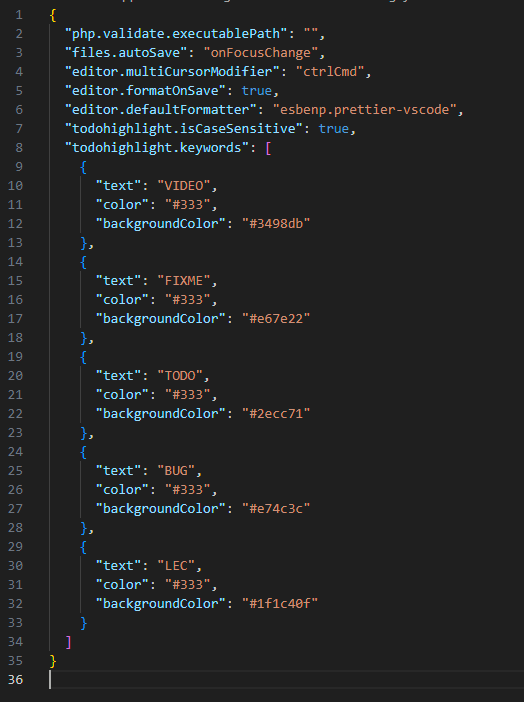 1 {
2 "php.validate.executablePath": "",
3 "files.autoSave": "onFocusChange",
4 "editor.multiCursorModifier": "ctrlCmd",
5 "editor.formatOnSave": true,
6 "editor.defaultFormatter": "esbenp.prettier-vscode",
7 "todohighlight.isCaseSensitive": true,
8 "todohighlight.keywords": [
9 {
10 "text": "VIDEO",
11 "color": "#333",
12 "backgroundColor": "#3498db"
13 },
14 {
15 "text": "FIXME",
16 "color": "#333",
17 "backgroundColor": "#e67e22"
18 },
19 {
20 "text": "TODO",
21 "color": "#333",
22 "backgroundColor": "#2ecc71"
23 },
24 {
25 "text": "BUG",
26 "color": "#333",
27 "backgroundColor": "#e74c3c"
28 },
29 {
30 "text": "LEC",
31 "color": "#333",
32 "backgroundColor": "#1f1c40f"
33 }
34 ]
35 }
36